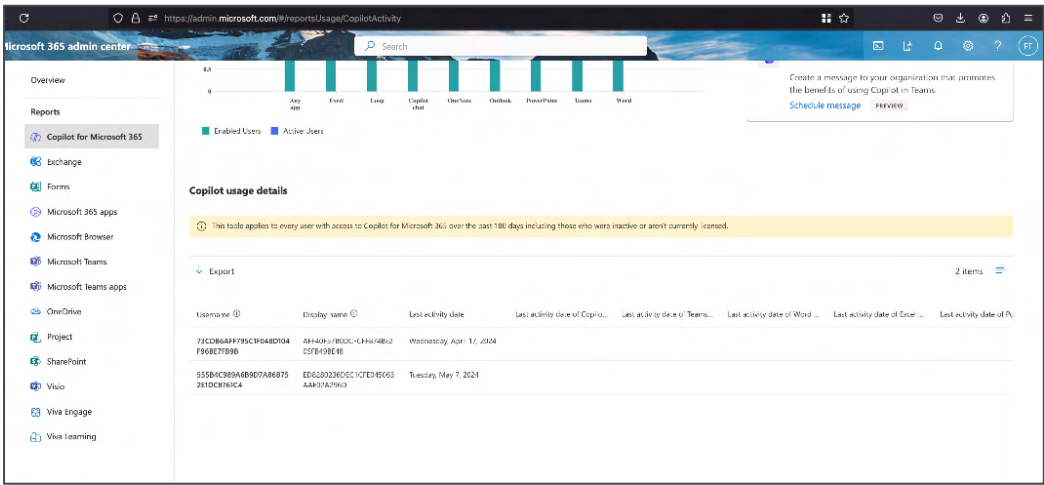 https://admin.microsoft.com/#/reportsUsage/CopilotActivity
Microsoft 365 admin center
Search
FT
Overview
Reports
Copilot for Microsoft 365
Exchange
Forms
Microsoft 365 apps
Microsoft Browser
Microsoft Teams
Microsoft Teams apps
OneDrive
Project
SharePoint
Visio
Viva Engage
Viva Learning
0
Any app
Excel
Loop
Copilot chat
OneNote
Outlook
PowerPoint
Teams
Word
Enabled Users
Active Users
Create a message to your organization that promotes
the benefits of using Copilot in Teams.
Schedule message PREVIEW
Copilot usage details
This table applies to every user with access to Copilot for Microsoft 365 over the past 180 days including those who were inactive or aren't currently licensed.
Export
2 items
Username
Display name
Last activity date
Last activity date of Copilo...
Last activity date of Teams...
Last activity date of Word ...
Last activity date of Excel ...
Last activity date of Po
73CDB6AFF795C1F048D104
F96BE7FB9B
Wednesday, April 17, 2024
555B4C989A6B9D7A86B75
281DC8761C4
ED8280236DEC1CFE045063
AAE02A296D
Tuesday, May 7, 2024